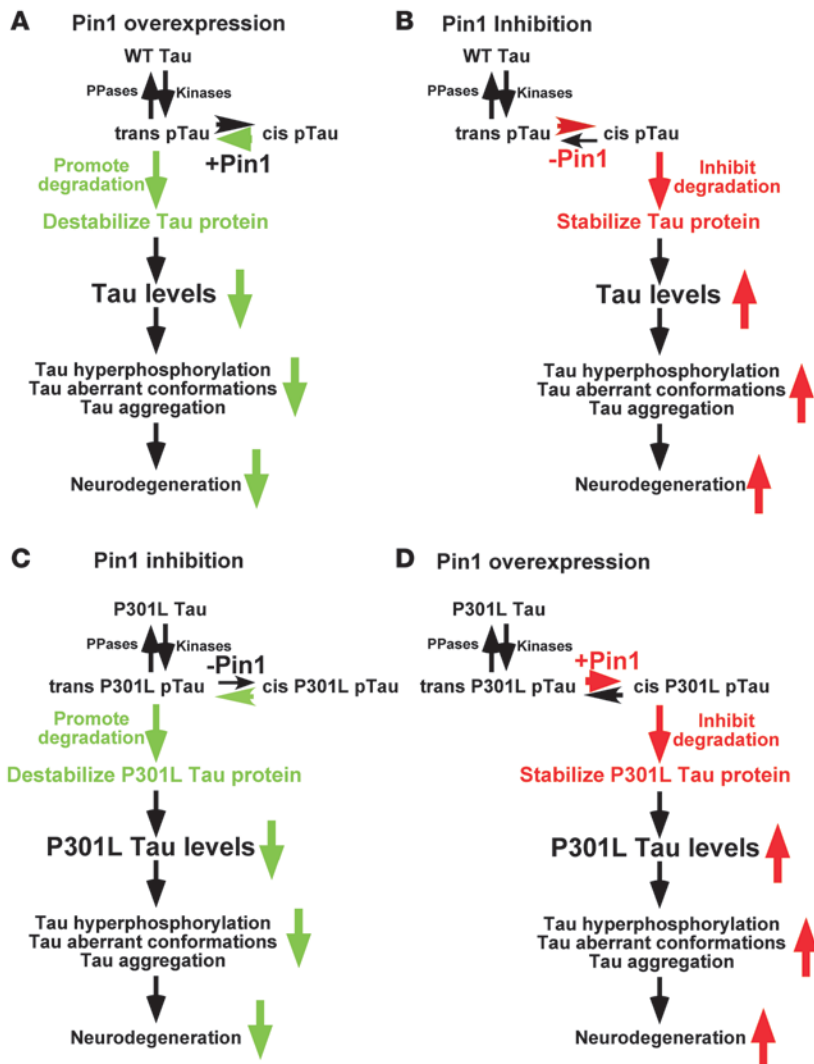 A
Pin1 overexpression
WT Tau
PPases
Kinases
trans pTau
cis pTau
+Pin1
Promote
degradation
Destabilize Tau protein
Tau levels
Tau hyperphosphorylation
Tau aberrant conformations
Tau aggregation
Neurodegeneration
B
Pin1 Inhibition
WT Tau
PPases
Kinases
trans pTau
cis pTau
-Pin1
Inhibit
degradation
Stabilize Tau protein
Tau levels
Tau hyperphosphorylation
Tau aberrant conformations
Tau aggregation
Neurodegeneration
C
Pin1 inhibition
P301L Tau
PPases
Kinases
-Pin1
trans P301L pTau
cis P301L pTau
Promote
degradation
Destabilize P301L Tau protein
P301L Tau levels
Tau hyperphosphorylation
Tau aberrant conformations
Tau aggregation
Neurodegeneration
D
Pin1 overexpression
P301L Tau
PPases
Kinases
+Pin1
trans P301L pTau
cis P301L pTau
Inhibit
degradation
Stabilize P301L Tau protein
P301L Tau levels
Tau hyperphosphorylation
Tau aberrant conformations
Tau aggregation
Neurodegeneration